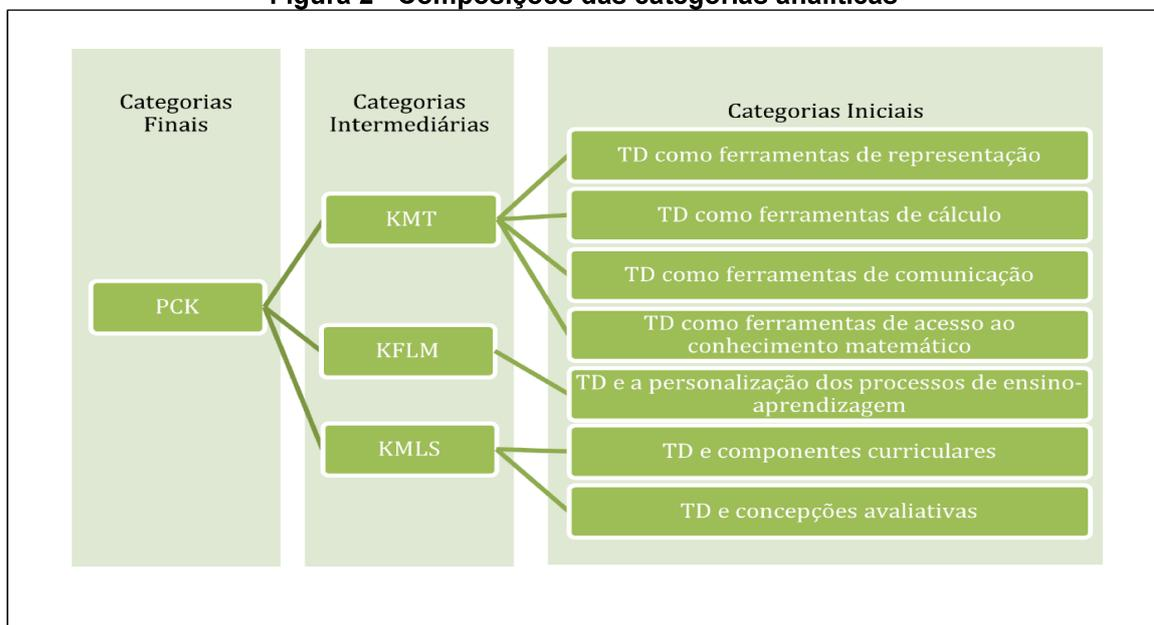 Figura 2 - Composições das categorias analíticas
Categorias
Finais
Categorias
Intermediárias
Categorias Iniciais
PCK
KMT
KFLM
KMLS
TD como ferramentas de representação
TD como ferramentas de cálculo
TD como ferramentas de comunicação
TD como ferramentas de acesso ao
conhecimento matemático
TD e a personalização dos processos de ensino-
aprendizagem
TD e componentes curriculares
TD e concepções avaliativas